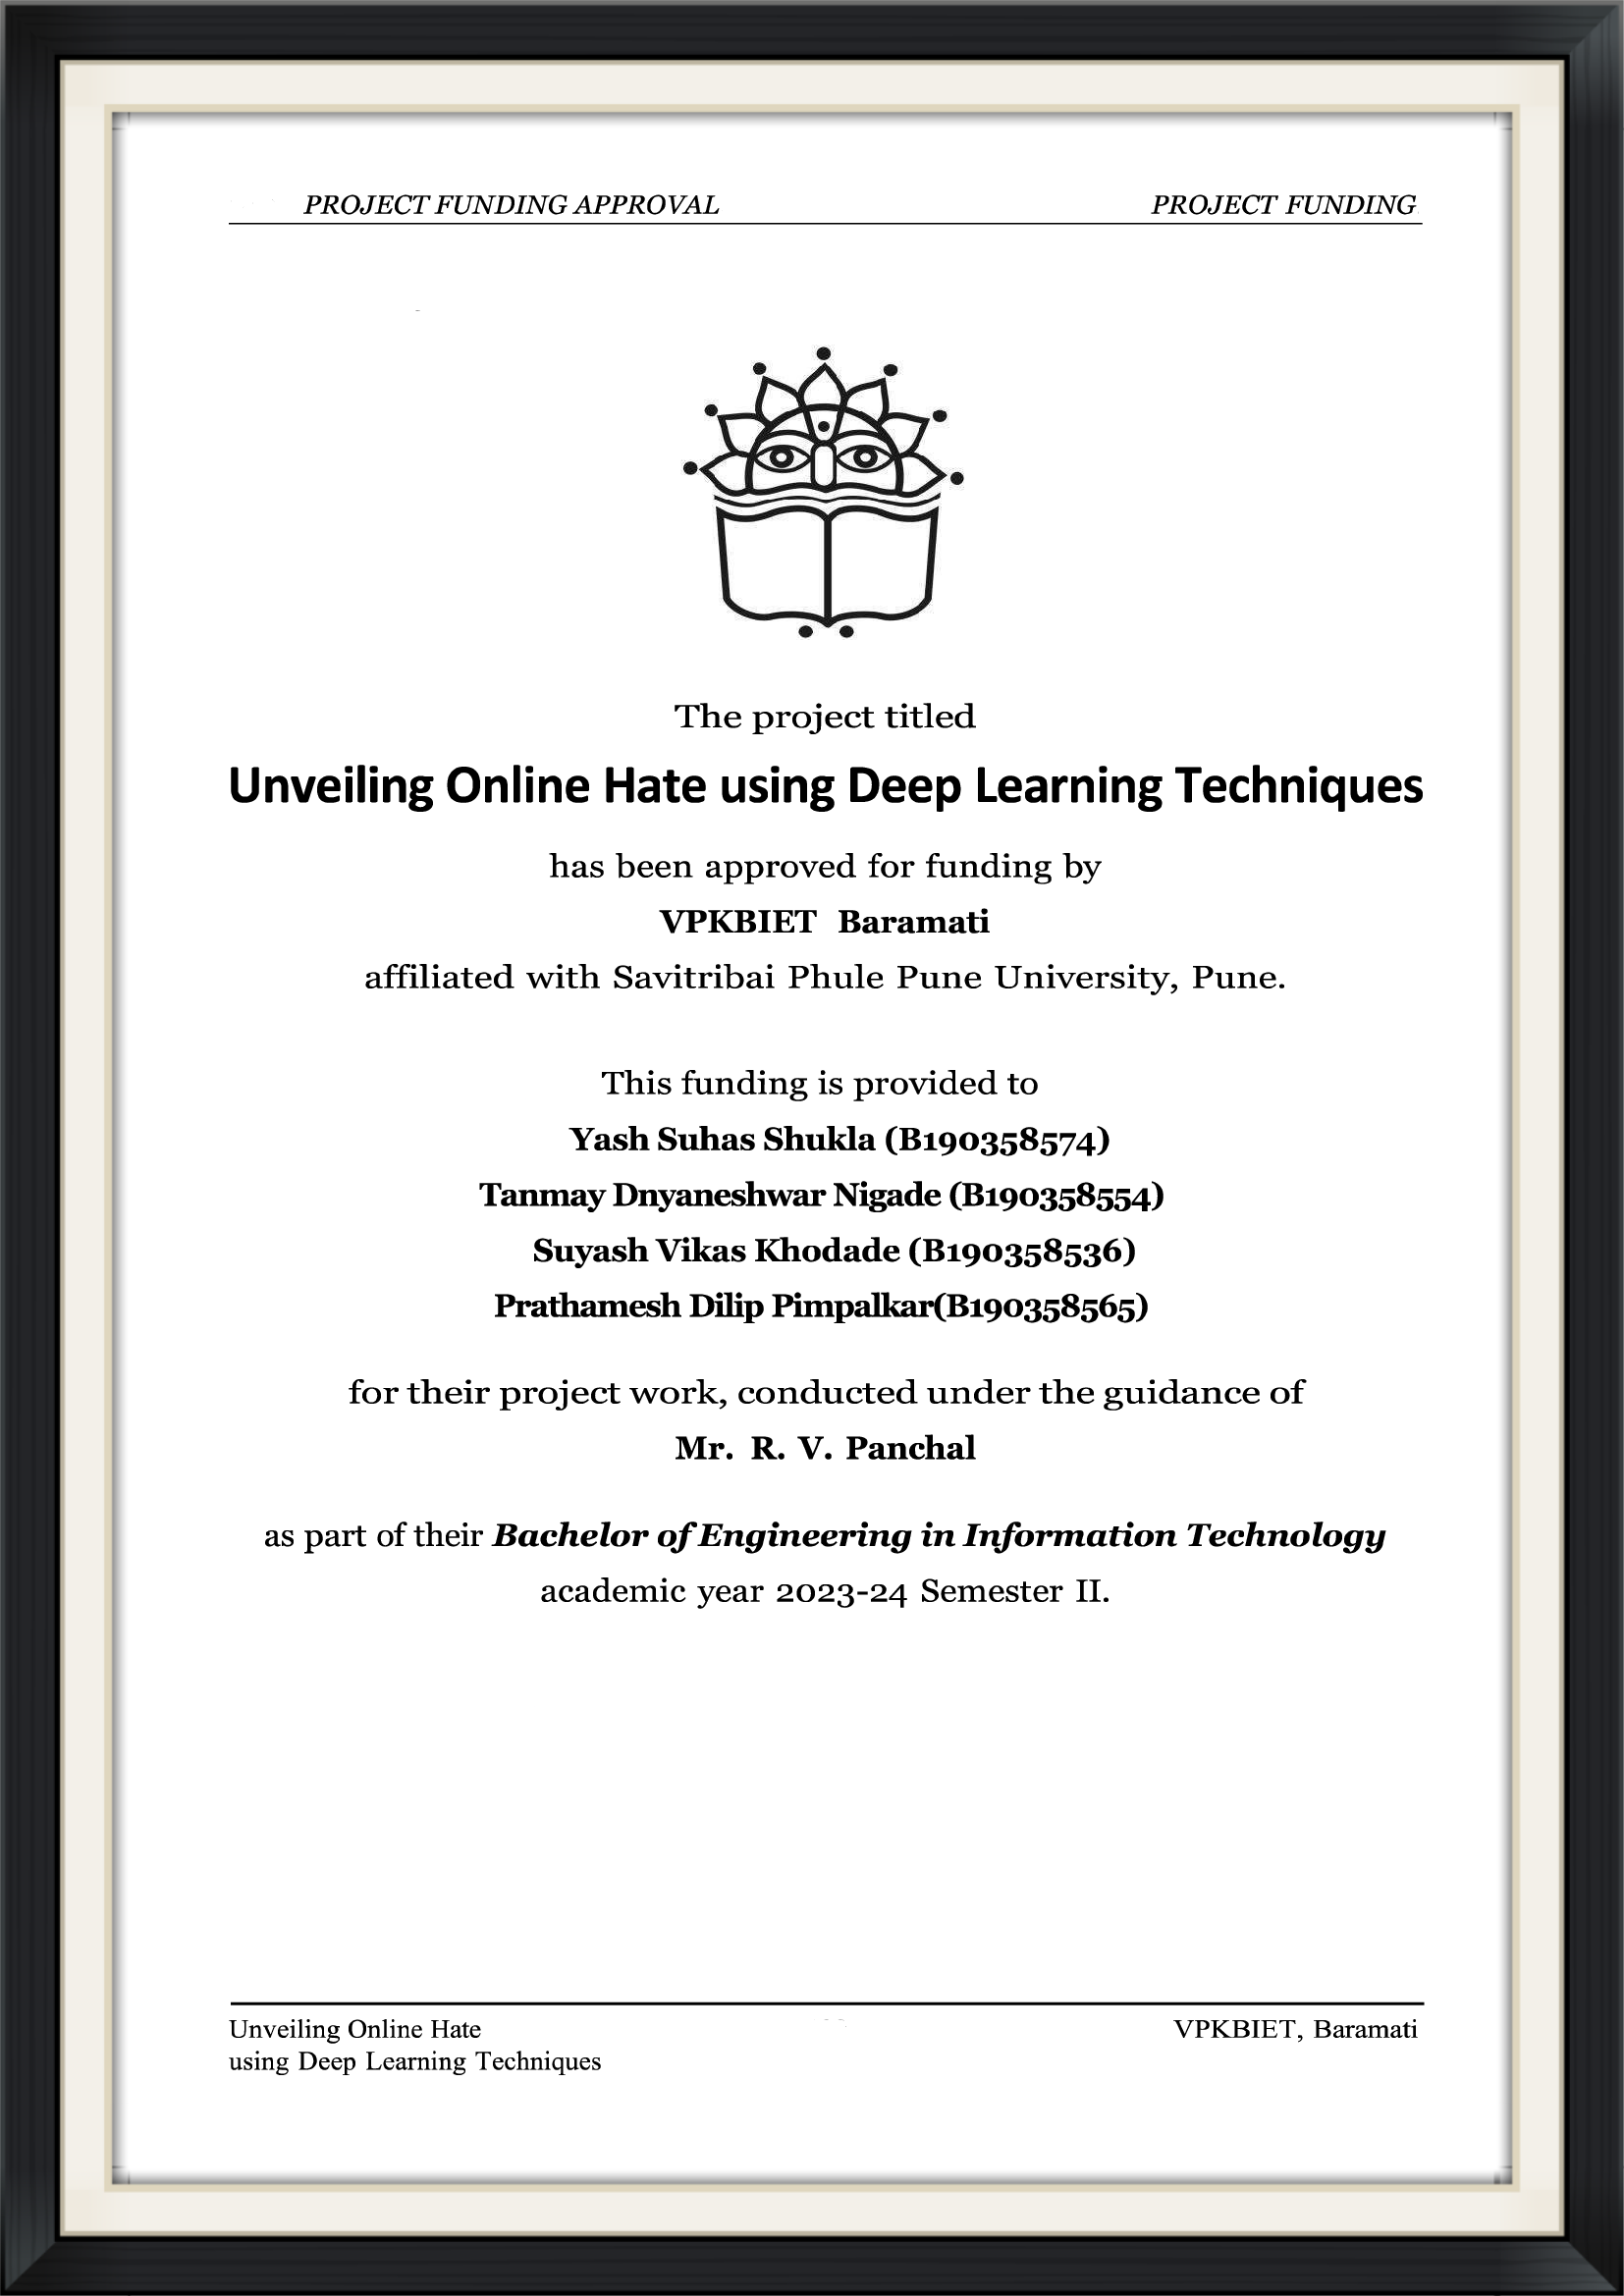 PROJECT FUNDING APPROVAL PROJECT FUNDING
The project titled
Unveiling Online Hate using Deep Learning Techniques
has been approved for funding by
VPKBIET Baramati
affiliated with Savitribai Phule Pune University, Pune.
This funding is provided to
Yash Suhas Shukla (B190358574)
Tanmay Dnyaneshwar Nigade (B190358554)
Suyash Vikas Khodade (B190358536)
Prathamesh Dilip Pimpalkar(B190358565)
for their project work, conducted under the guidance of
Mr. R. V. Panchal
as part of their Bachelor of Engineering in Information Technology
academic year 2023-24 Semester II.
Unveiling Online Hate VPKBIET, Baramati
using Deep Learning Techniques